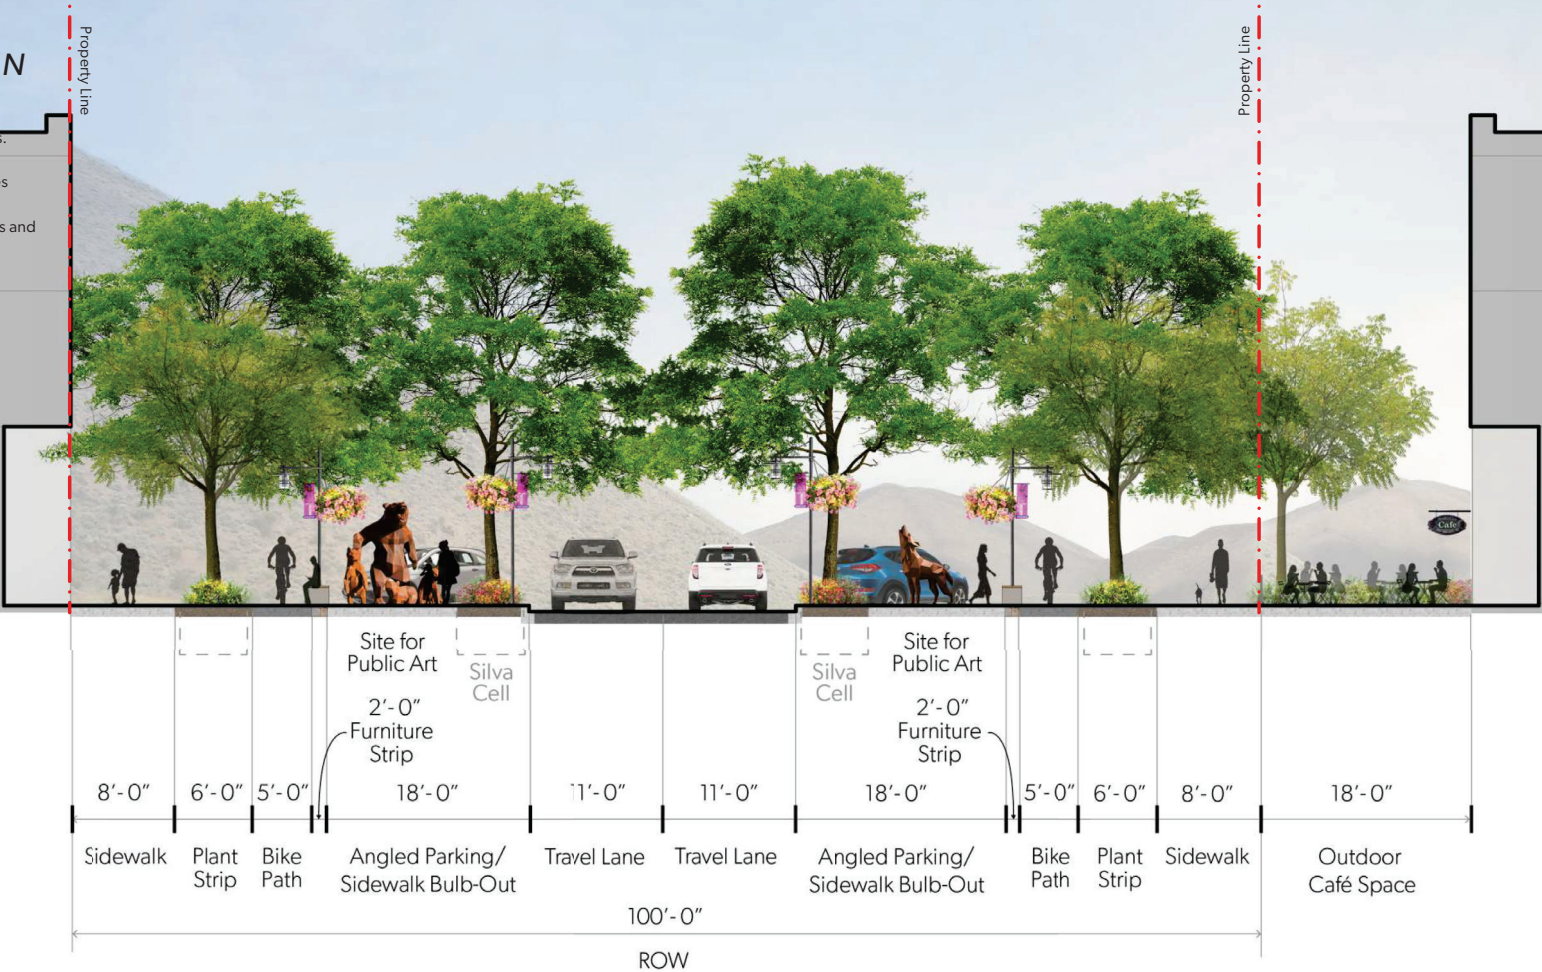 N
Property Line
Property Line
s.
s
s and
Cafe
Site for
Public Art
Silva
Cell
2'-0"
Furniture
Strip
Silva
Cell
Site for
Public Art
2'-0"
Furniture
Strip
8'-0" 6'-0" 5'-0" 18'-0" 11'-0" 11'-0" 18'-0" 5'-0" 6'-0" 8'-0" 18'-0"
Sidewalk
Plant
Strip
Bike
Path
Angled Parking/
Sidewalk Bulb-Out
Travel Lane
Travel Lane
Angled Parking/
Sidewalk Bulb-Out
Bike
Path
Plant
Strip
Sidewalk
Outdoor
Café Space
100'-0"
ROW